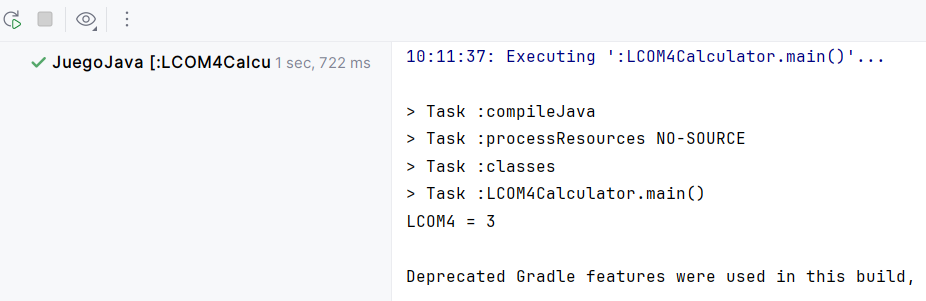 JuegoJava [:LCOM4Calcu 1 sec, 722 ms
10:11:37: Executing ':LCOM4Calculator.main()'...
> Task :compileJava
> Task :processResources NO-SOURCE
> Task :classes
> Task :LCOM4Calculator.main()
LCOM4 = 3
Deprecated Gradle features were used in this build,